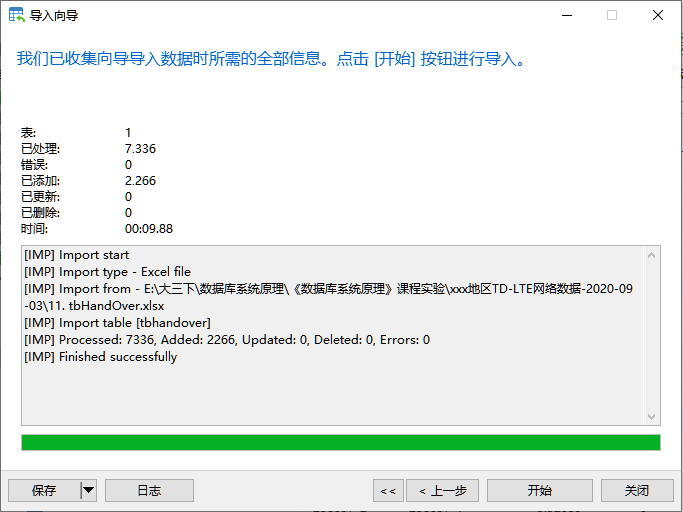 导入向导
我们已收集向导导入数据时所需的全部信息。点击 [开始] 按钮进行导入。
表: 1
已处理: 7.336
错误: 0
已添加: 2.266
已更新: 0
已删除: 0
时间: 00:09.88
[IMP] Import start
[IMP] Import type - Excel file
[IMP] Import from - E:\大三下\数据库系统原理\《数据库系统原理》课程实验\xxx地区TD-LTE网络数据-2020-09
-03\11. tbHandOver.xlsx
[IMP] Import table [tbhandover]
[IMP] Processed: 7336, Added: 2266, Updated: 0, Deleted: 0, Errors: 0
[IMP] Finished successfully
保存 日志 << < 上一步 开始 关闭